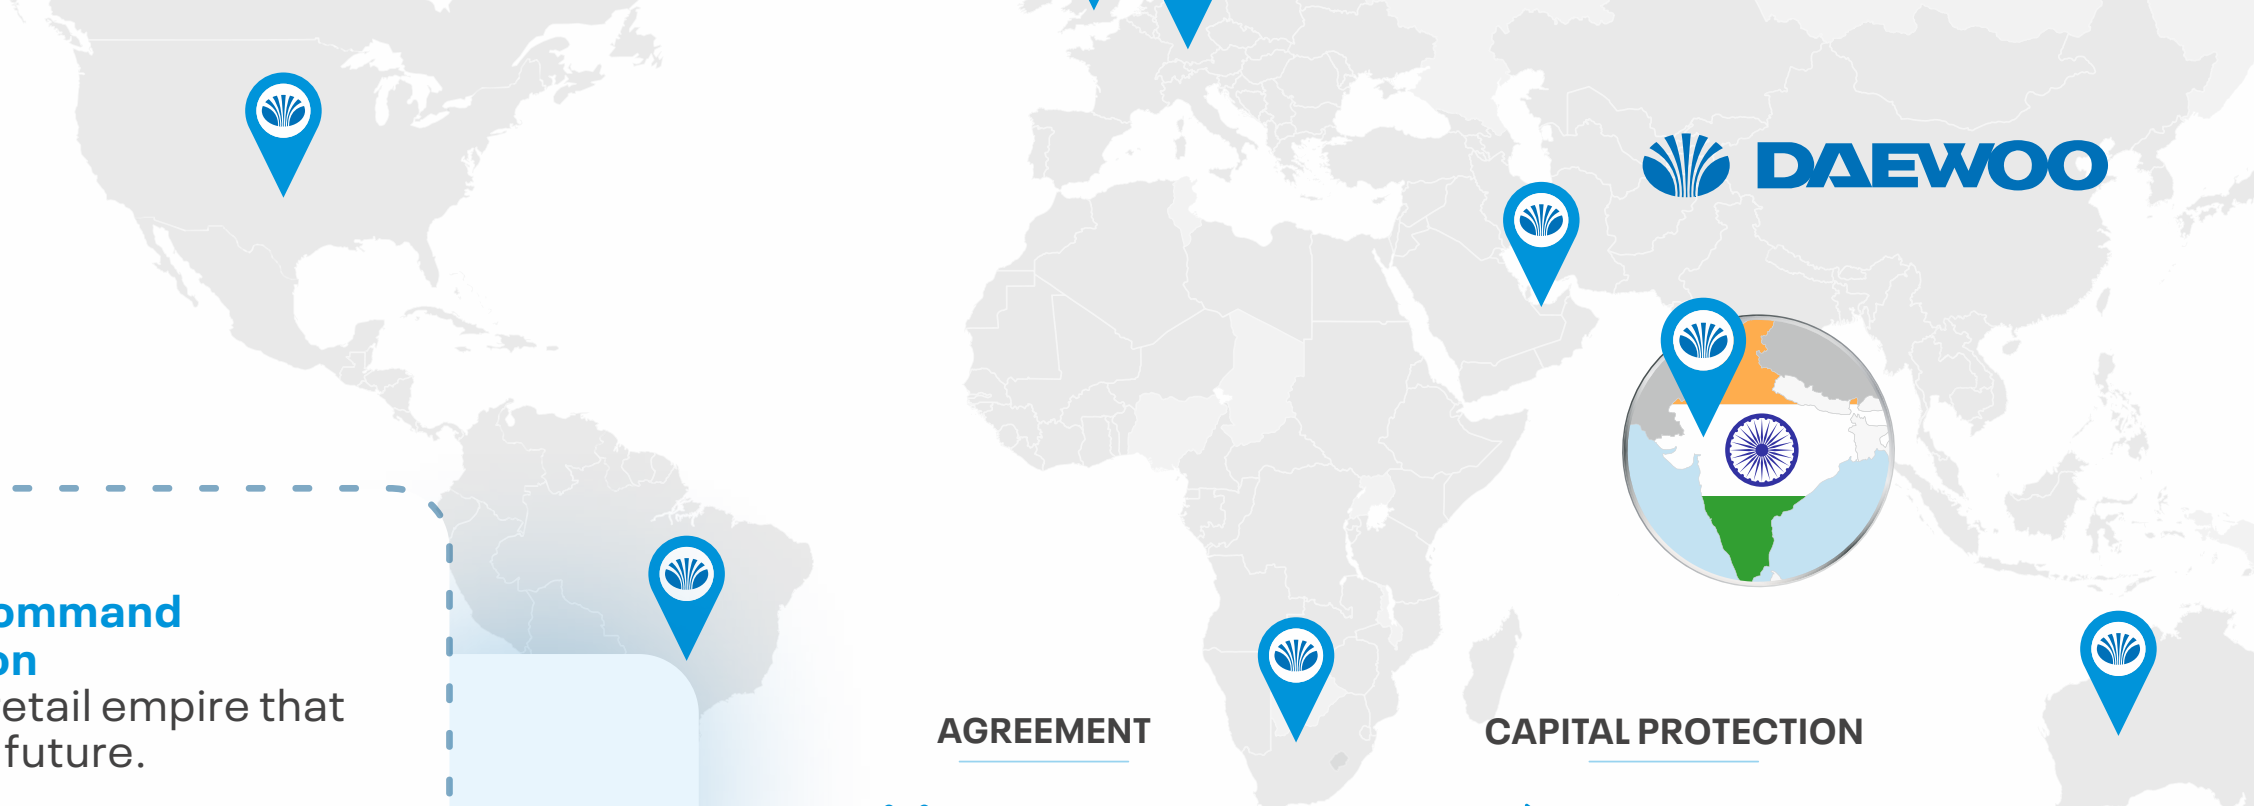 DAEWOO
ommand
on
etail empire that
future.
AGREEMENT
CAPITAL PROTECTION